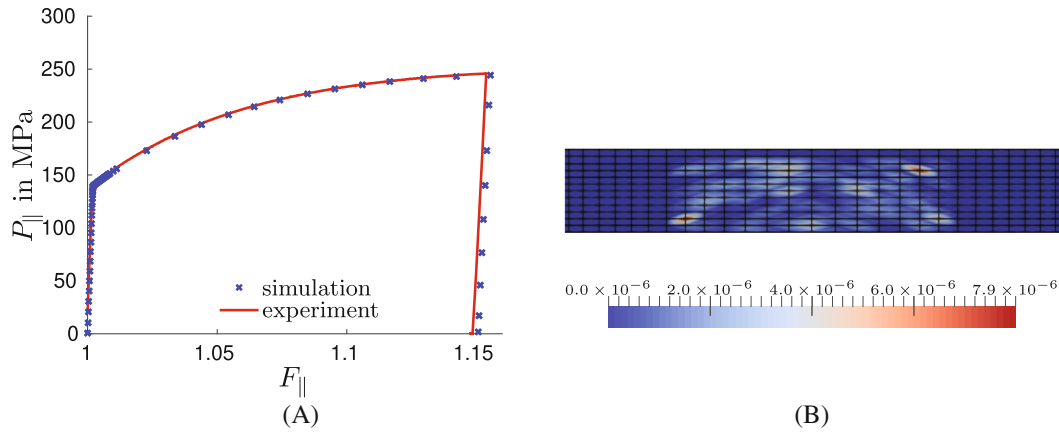 300
250
200
150
100
50
0
P∥ in MPa
simulation
experiment
1 1.05 1.1 1.15
F∥
(A)
0.0 × 10⁻⁶ 2.0 × 10⁻⁶ 4.0 × 10⁻⁶ 6.0 × 10⁻⁶ 7.9 × 10⁻⁶
(B)